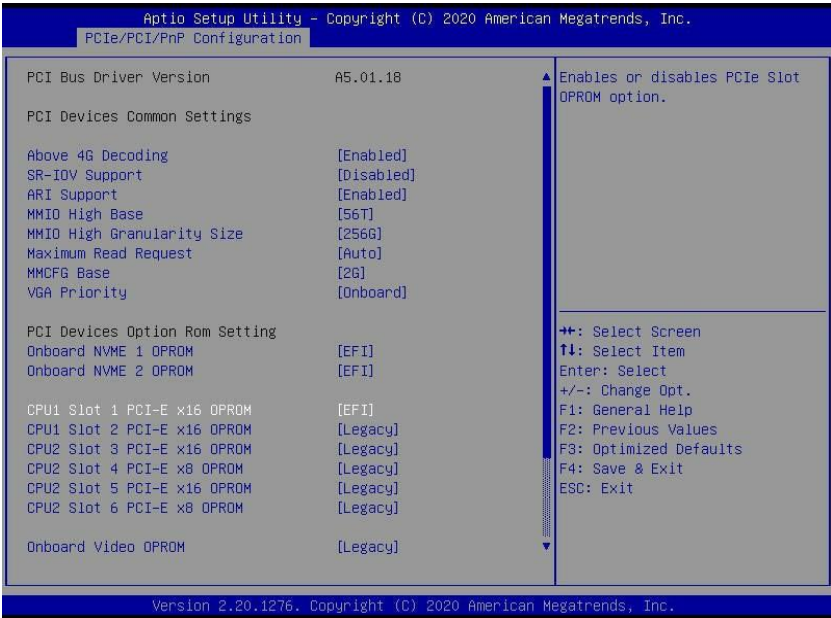 Aptio Setup Utility – Copyright (C) 2020 American Megatrends, Inc.
PCIe/PCI/PnP Configuration
PCI Bus Driver Version A5.01.18
PCI Devices Common Settings
Above 4G Decoding [Enabled]
SR-IOV Support [Disabled]
ARI Support [Enabled]
MMIO High Base [56T]
MMIO High Granularity Size [256G]
Maximum Read Request [Auto]
MMCFG Base [2G]
VGA Priority [Onboard]
PCI Devices Option Rom Setting
Onboard NVME 1 OPROM [EFI]
Onboard NVME 2 OPROM [EFI]
CPU1 Slot 1 PCI-E x16 OPROM [EFI]
CPU1 Slot 2 PCI-E x16 OPROM [Legacy]
CPU2 Slot 3 PCI-E x16 OPROM [Legacy]
CPU2 Slot 4 PCI-E x8 OPROM [Legacy]
CPU2 Slot 5 PCI-E x16 OPROM [Legacy]
CPU2 Slot 6 PCI-E x8 OPROM [Legacy]
Onboard Video OPROM [Legacy]
Enables or disables PCIe Slot
OPROM option.
→←: Select Screen
↑↓: Select Item
Enter: Select
+/-: Change Opt.
F1: General Help
F2: Previous Values
F3: Optimized Defaults
F4: Save & Exit
ESC: Exit
Version 2.20.1276. Copyright (C) 2020 American Megatrends, Inc.